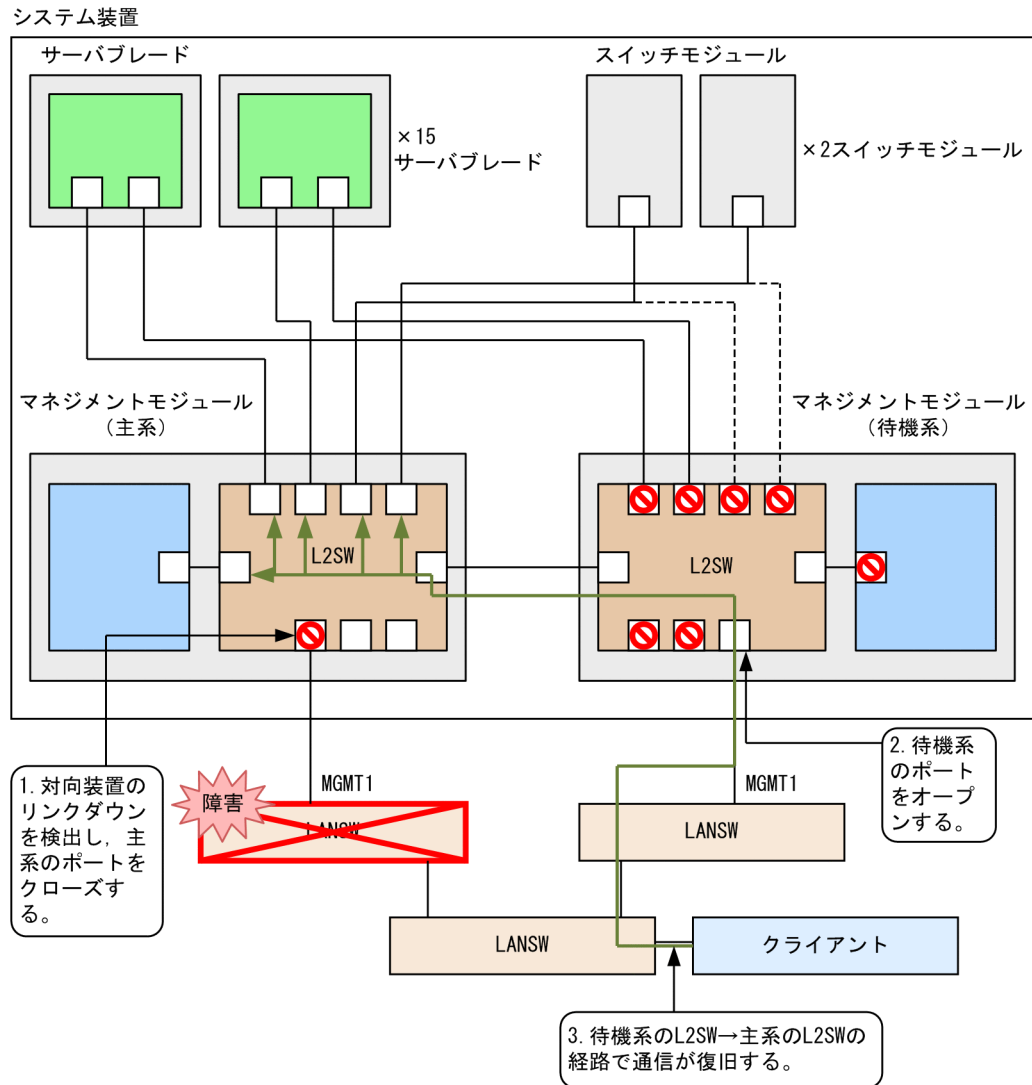 システム装置
サーバブレード
スイッチモジュール
×15
サーバブレード
×2スイッチモジュール
マネジメントモジュール
(主系)
マネジメントモジュール
(待機系)
L2SW
L2SW
1. 対向装置の
リンクダウン
を検出し，主
系のポートを
クローズす
る。
2. 待機系
のポート
をオープ
ンする。
MGMT1
MGMT1
障害
LANSW
LANSW
LANSW
クライアント
3. 待機系のL2SW→主系のL2SWの
経路で通信が復旧する。